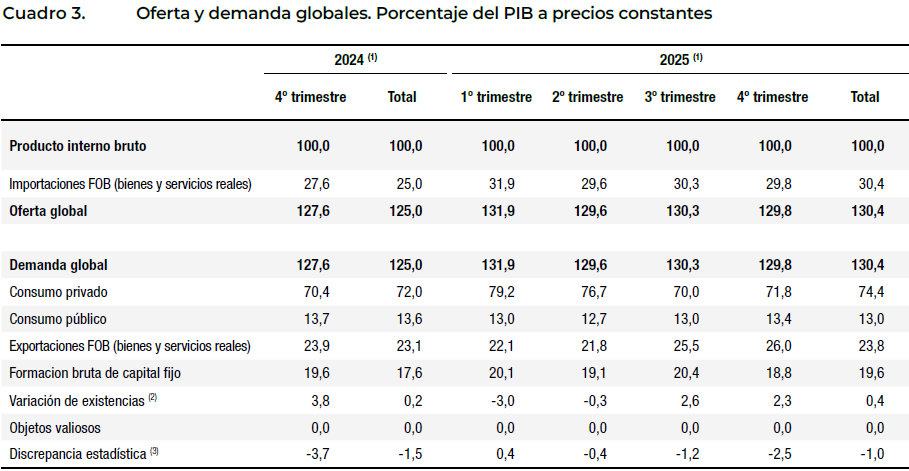 Cuadro 3. Oferta y demanda globales. Porcentaje del PIB a precios constantes
2024 (1) 2025 (1)
4º trimestre Total 1º trimestre 2º trimestre 3º trimestre 4º trimestre Total
Producto interno bruto 100,0 100,0 100,0 100,0 100,0 100,0 100,0
Importaciones FOB (bienes y servicios reales) 27,6 25,0 31,9 29,6 30,3 29,8 30,4
Oferta global 127,6 125,0 131,9 129,6 130,3 129,8 130,4
Demanda global 127,6 125,0 131,9 129,6 130,3 129,8 130,4
Consumo privado 70,4 72,0 79,2 76,7 70,0 71,8 74,4
Consumo público 13,7 13,6 13,0 12,7 13,0 13,4 13,0
Exportaciones FOB (bienes y servicios reales) 23,9 23,1 22,1 21,8 25,5 26,0 23,8
Formacion bruta de capital fijo 19,6 17,6 20,1 19,1 20,4 18,8 19,6
Variación de existencias (2) 3,8 0,2 -3,0 -0,3 2,6 2,3 0,4
Objetos valiosos 0,0 0,0 0,0 0,0 0,0 0,0 0,0
Discrepancia estadística (3) -3,7 -1,5 0,4 -0,4 -1,2 -2,5 -1,0